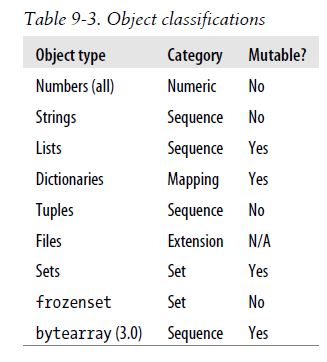 Table 9-3. Object classifications
Object type Category Mutable?
Numbers (all) Numeric No
Strings Sequence No
Lists Sequence Yes
Dictionaries Mapping Yes
Tuples Sequence No
Files Extension N/A
Sets Set Yes
frozenset Set No
bytearray (3.0) Sequence Yes